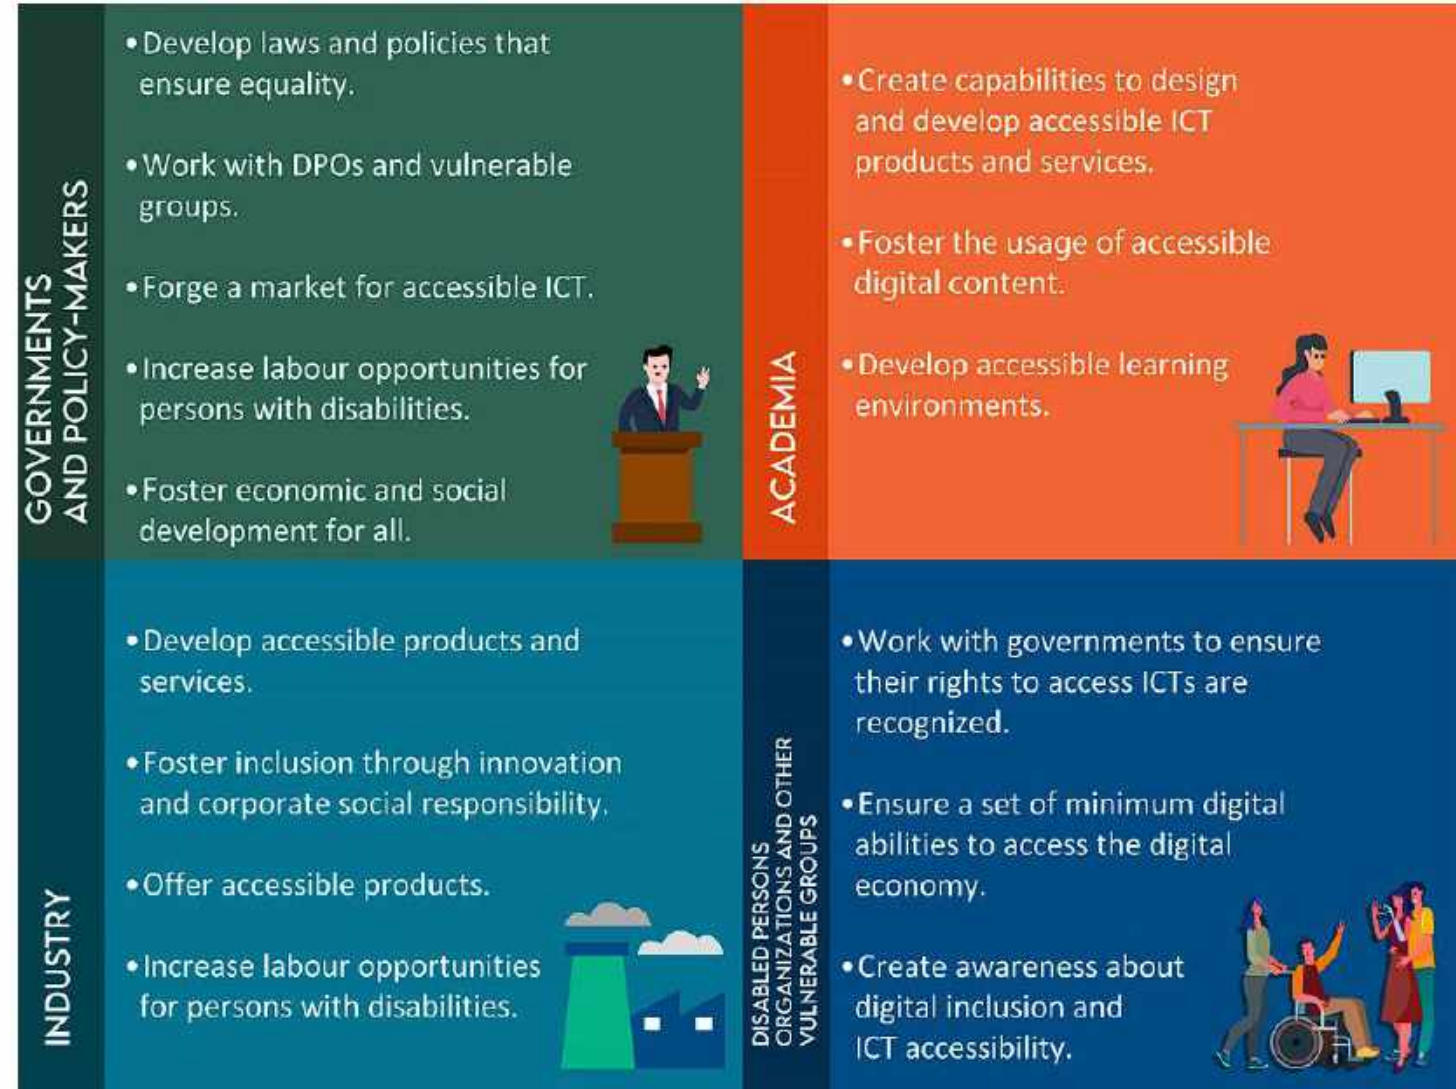 GOVERNMENTS
AND POLICY-MAKERS
•Develop laws and policies that
ensure equality.
•Work with DPOs and vulnerable
groups.
•Forge a market for accessible ICT.
•Increase labour opportunities for
persons with disabilities.
•Foster economic and social
development for all.
ACADEMIA
•Create capabilities to design
and develop accessible ICT
products and services.
•Foster the usage of accessible
digital content.
•Develop accessible learning
environments.
INDUSTRY
•Develop accessible products and
services.
•Foster inclusion through innovation
and corporate social responsibility.
•Offer accessible products.
•Increase labour opportunities
for persons with disabilities.
DISABLED PERSONS
ORGANIZATIONS AND OTHER
VULNERABLE GROUPS
•Work with governments to ensure
their rights to access ICTs are
recognized.
•Ensure a set of minimum digital
abilities to access the digital
economy.
•Create awareness about
digital inclusion and
ICT accessibility.